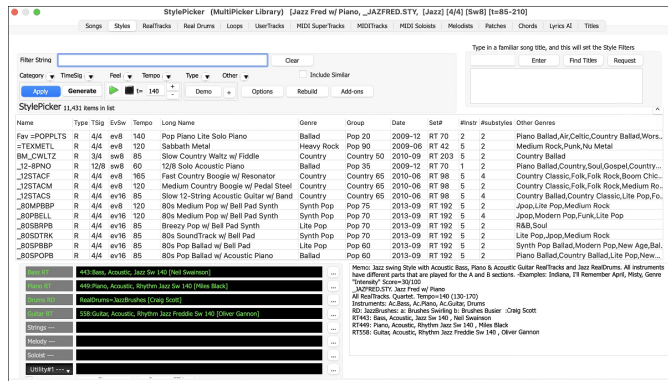 StylePicker (MultiPicker Library) [Jazz Fred w/ Piano, _JAZFRED.STY, [Jazz] [4/4] [Sw8] [t=85-210]
Songs Styles RealTracks Real Drums Loops UserTracks MIDI SuperTracks MIDITracks MIDI Soloists Melodists Patches Chords Lyrics AI Titles
Type in a familiar song title, and this will set the Style Filters
Filter String Clear Enter Find Titles Request
Category TimeSig Feel Tempo Type Other Include Similar
Apply Generate t= 140 + - Demo + Options Rebuild Add-ons
StylePicker 11,431 items in list
Name Type TSig EvSw Tempo Long Name Genre Group Date Set# #instr #substyles Other Genres
Fav =POPPLTS R 4/4 ev8 140 Pop Piano Lite Solo Piano Ballad Pop 20 2009-12 RT 70 2 2 Piano Ballad,Air,Celtic,Country Ballad,Wors..
=TEXMETL R 4/4 ev8 120 Sabbath Metal Heavy Rock Pop 90 2009-06 RT 42 5 2 Medium Rock,Punk,Nu Metal
BM_CWLTZ R 3/4 sw8 85 Slow Country Waltz w/ Fiddle Country Country 50 2010-09 RT 203 5 2 Country Ballad
_12-8PNO R 12/8 sw8 60 12/8 Solo Acoustic Piano Ballad Pop 35 2009-12 RT 70 1 2 Piano Ballad,Country,Soul,Gospel,Country...
_12STACF R 4/4 ev8 165 Fast Country Boogie w/ Resonator Country Country 65 2010-06 RT 98 5 4 Country Classic,Folk,Folk Rock,Boom Chic...
_12STACM R 4/4 ev8 120 Medium Country Boogie w/ Pedal Steel Country Country 65 2010-06 RT 98 5 4 Country Classic,Folk,Folk Rock,Medium Ro..
_12STACS R 4/4 ev16 85 Slow 12-String Acoustic Guitar w/ Band Country Country 65 2010-06 RT 98 5 4 Country Ballad,Country Classic,Lite Pop,Fo..
_80MPBBP R 4/4 ev8 120 80s Medium Pop w/ Bell Pad Synth Synth Pop Pop 75 2013-09 RT 192 5 2 Jpop,Lite Pop,Medium Rock
_80PBELL R 4/4 ev16 120 80s Medium Pop w/ Bell Pad Synth Synth Pop Pop 70 2013-09 RT 192 5 4 Jpop,Modern Pop,Funk,Lite Pop
_80SBRPB R 4/4 ev16 85 Breezy Pop w/ Bell Pad Synth Lite Pop Pop 70 2013-09 RT 192 5 2 R&B,Soul
_80SDTRK R 4/4 ev16 85 80s SoundTrack w/ Bell Pad Synth Pop Pop 70 2013-09 RT 192 5 2 Lite Pop,Jpop,Medium Rock
_80SPBBP R 4/4 ev16 85 80s Pop Ballad w/ Bell Pad Lite Pop Pop 60 2013-09 RT 192 5 2 Synth Pop Ballad,Modern Pop,New Age,Bal..
_80SPOPB R 4/4 ev16 85 80s Pop Ballad w/ Acoustic Piano Ballad Pop 60 2013-09 RT 192 5 2 Piano Ballad,Country Ballad,Lite Pop,New...
Bass RT 443:Bass, Acoustic, Jazz Sw 140 [Neil Swainson] ...
Piano RT 449:Piano, Acoustic, Rhythm Jazz Sw 140 [Miles Black] ...
Drums RD RealDrums=JazzBrushes [Craig Scott] ...
Guitar RT 558:Guitar, Acoustic, Rhythm Jazz Freddie Sw 140 [Oliver Gannon] ...
Strings --- ...
Melody --- ...
Soloist --- ...
Utility#1 --- ...
Memo: Jazz swing Style with Acoustic Bass, Piano & Acoustic Guitar RealTracks and Jazz RealDrums. All instruments
have different parts that are played for the A and B sections. -Examples: Indiana, I'll Remember April, Misty, Genre
"Intensity" Score=30/100
_JAZFRED.STY. Jazz Fred w/ Piano
All RealTracks. Quartet. Tempo=140 (130-170)
Instruments: Ac.Bass, Ac.Piano, Ac.Guitar, Drums
RD: JazzBrushes: a: Brushes Swirling b: Brushes Busier :Craig Scott
RT443: Bass, Acoustic, Jazz Sw 140 , Neil Swainson
RT449: Piano, Acoustic, Rhythm Jazz Sw 140 , Miles Black
RT558: Guitar, Acoustic, Rhythm Jazz Freddie Sw 140 , Oliver Gannon